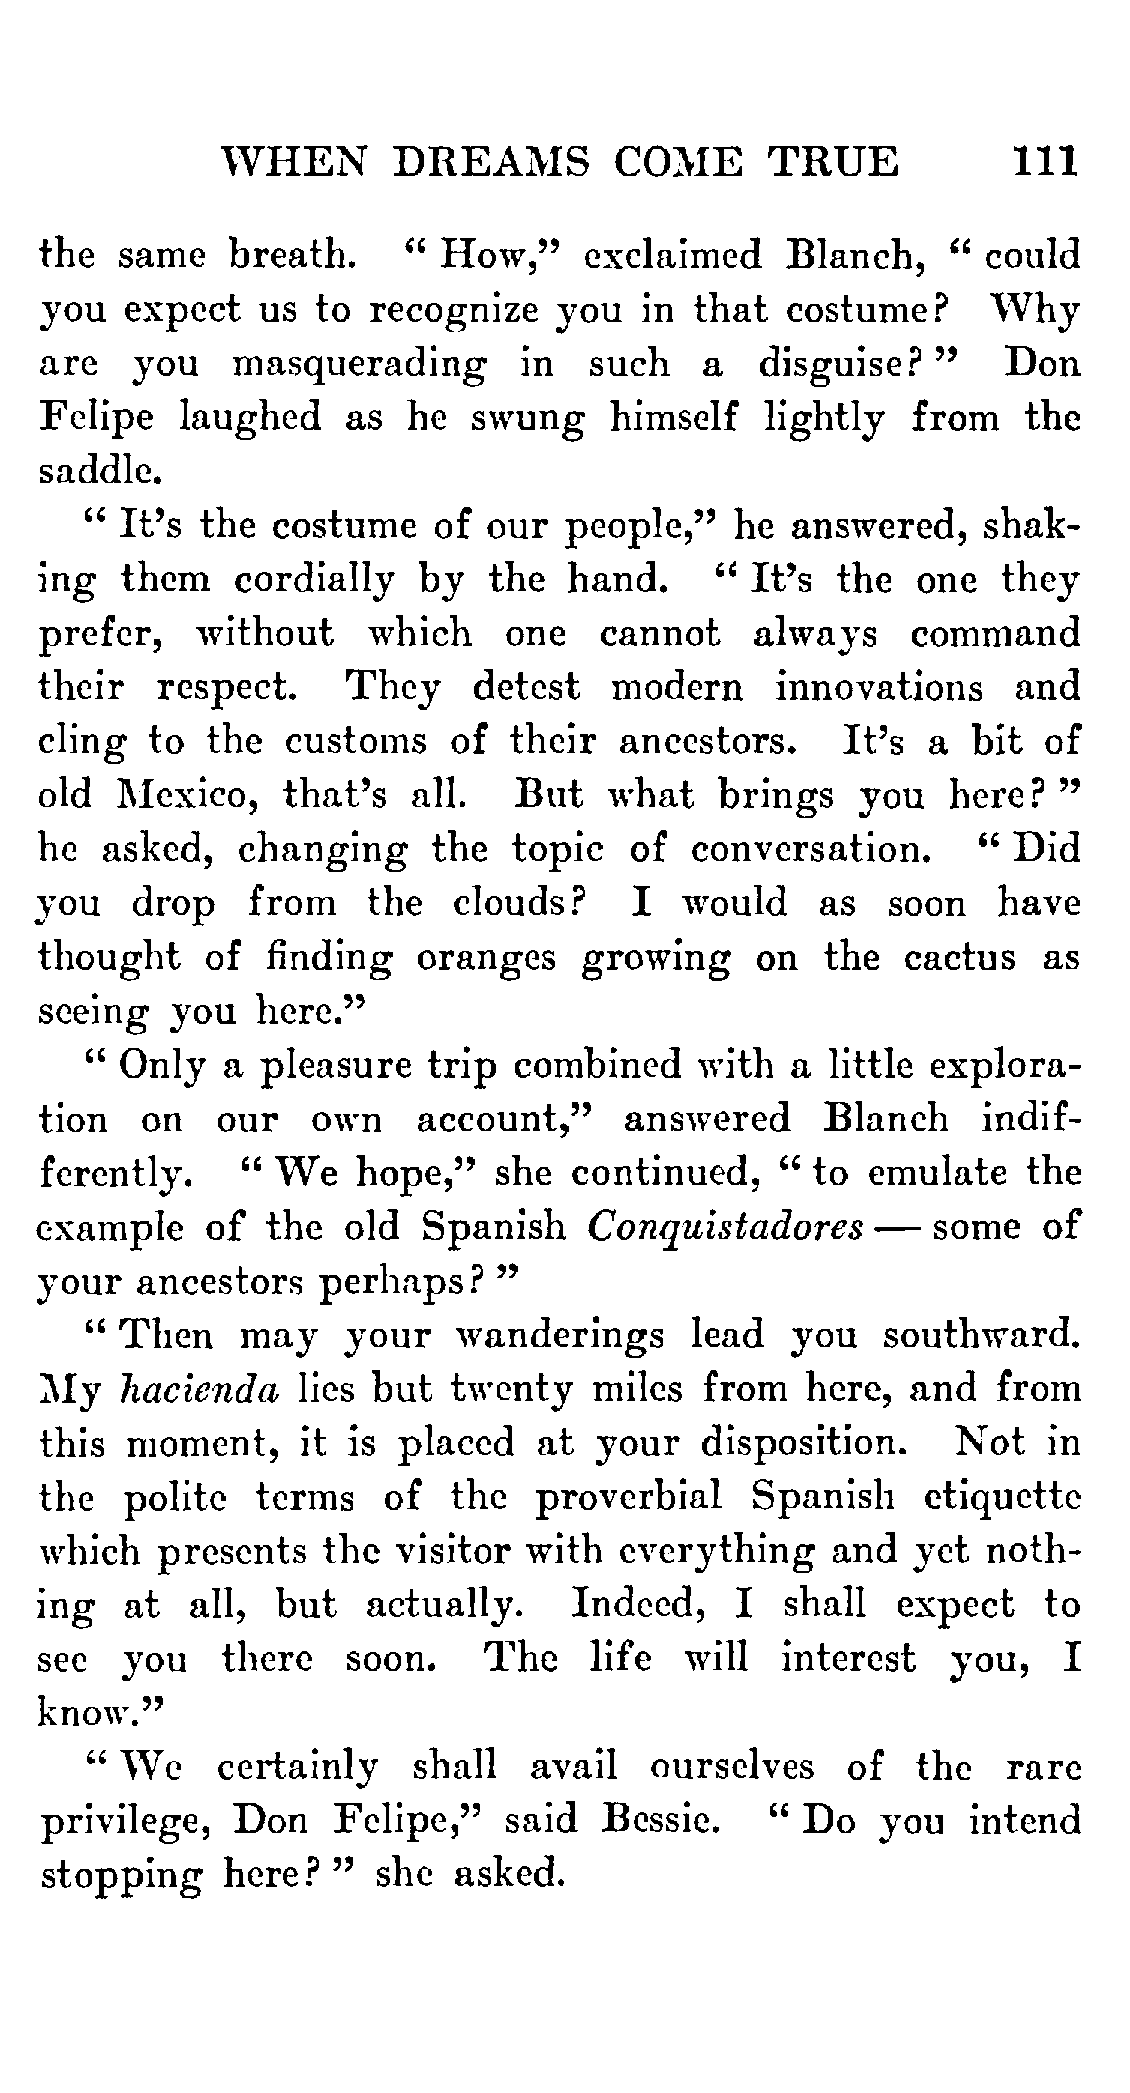 WHEN DREAMS COME TRUE 111
the same breath. "How," exclaimed Blanch, "could
you expect us to recognize you in that costume? Why
are you masquerading in such a disguise?" Don
Felipe laughed as he swung himself lightly from the
saddle.
"It's the costume of our people," he answered, shak-
ing them cordially by the hand. "It's the one they
prefer, without which one cannot always command
their respect. They detest modern innovations and
cling to the customs of their ancestors. It's a bit of
old Mexico, that's all. But what brings you here?"
he asked, changing the topic of conversation. "Did
you drop from the clouds? I would as soon have
thought of finding oranges growing on the cactus as
seeing you here."
"Only a pleasure trip combined with a little explora-
tion on our own account," answered Blanch indif-
ferently. "We hope," she continued, "to emulate the
example of the old Spanish Conquistadores — some of
your ancestors perhaps?"
"Then may your wanderings lead you southward.
My hacienda lies but twenty miles from here, and from
this moment, it is placed at your disposition. Not in
the polite terms of the proverbial Spanish etiquette
which presents the visitor with everything and yet noth-
ing at all, but actually. Indeed, I shall expect to
see you there soon. The life will interest you, I
know."
"We certainly shall avail ourselves of the rare
privilege, Don Felipe," said Bessie. "Do you intend
stopping here?" she asked.